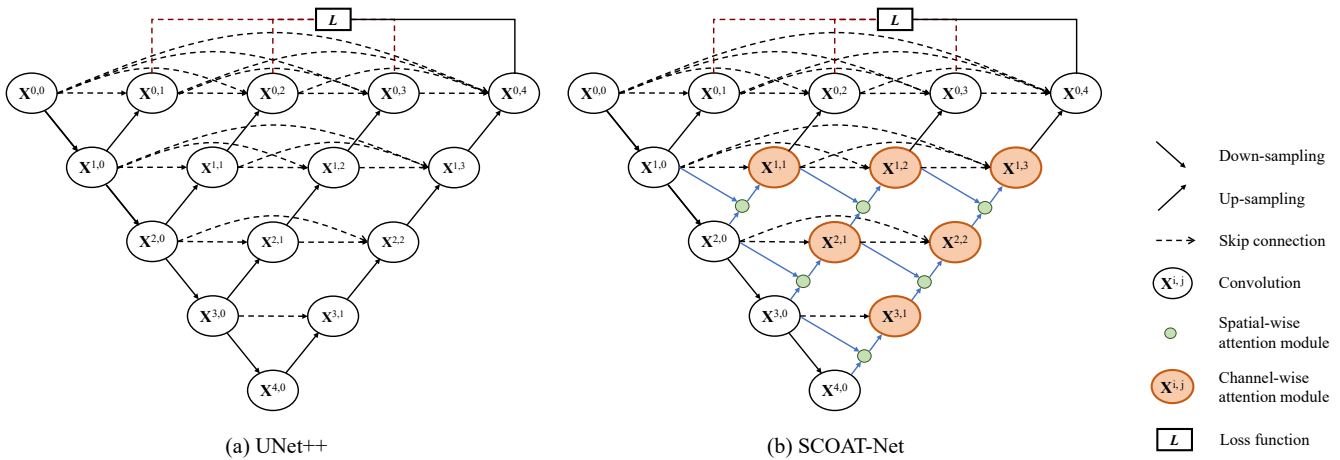 L L
X0,0 X0,1 X0,2 X0,3 X0,4 X0,0 X0,1 X0,2 X0,3 X0,4
X1,0 X1,1 X1,2 X1,3 X1,0 X1,1 X1,2 X1,3
Down-sampling
Up-sampling
X2,0 X2,1 X2,2 X2,0 X2,1 X2,2
Skip connection
Xi, j Convolution
X3,0 X3,1 X3,0 X3,1
Spatial-wise
attention module
X4,0 X4,0
Xi, j Channel-wise
attention module
L Loss function
(a) UNet++ (b) SCOAT-Net